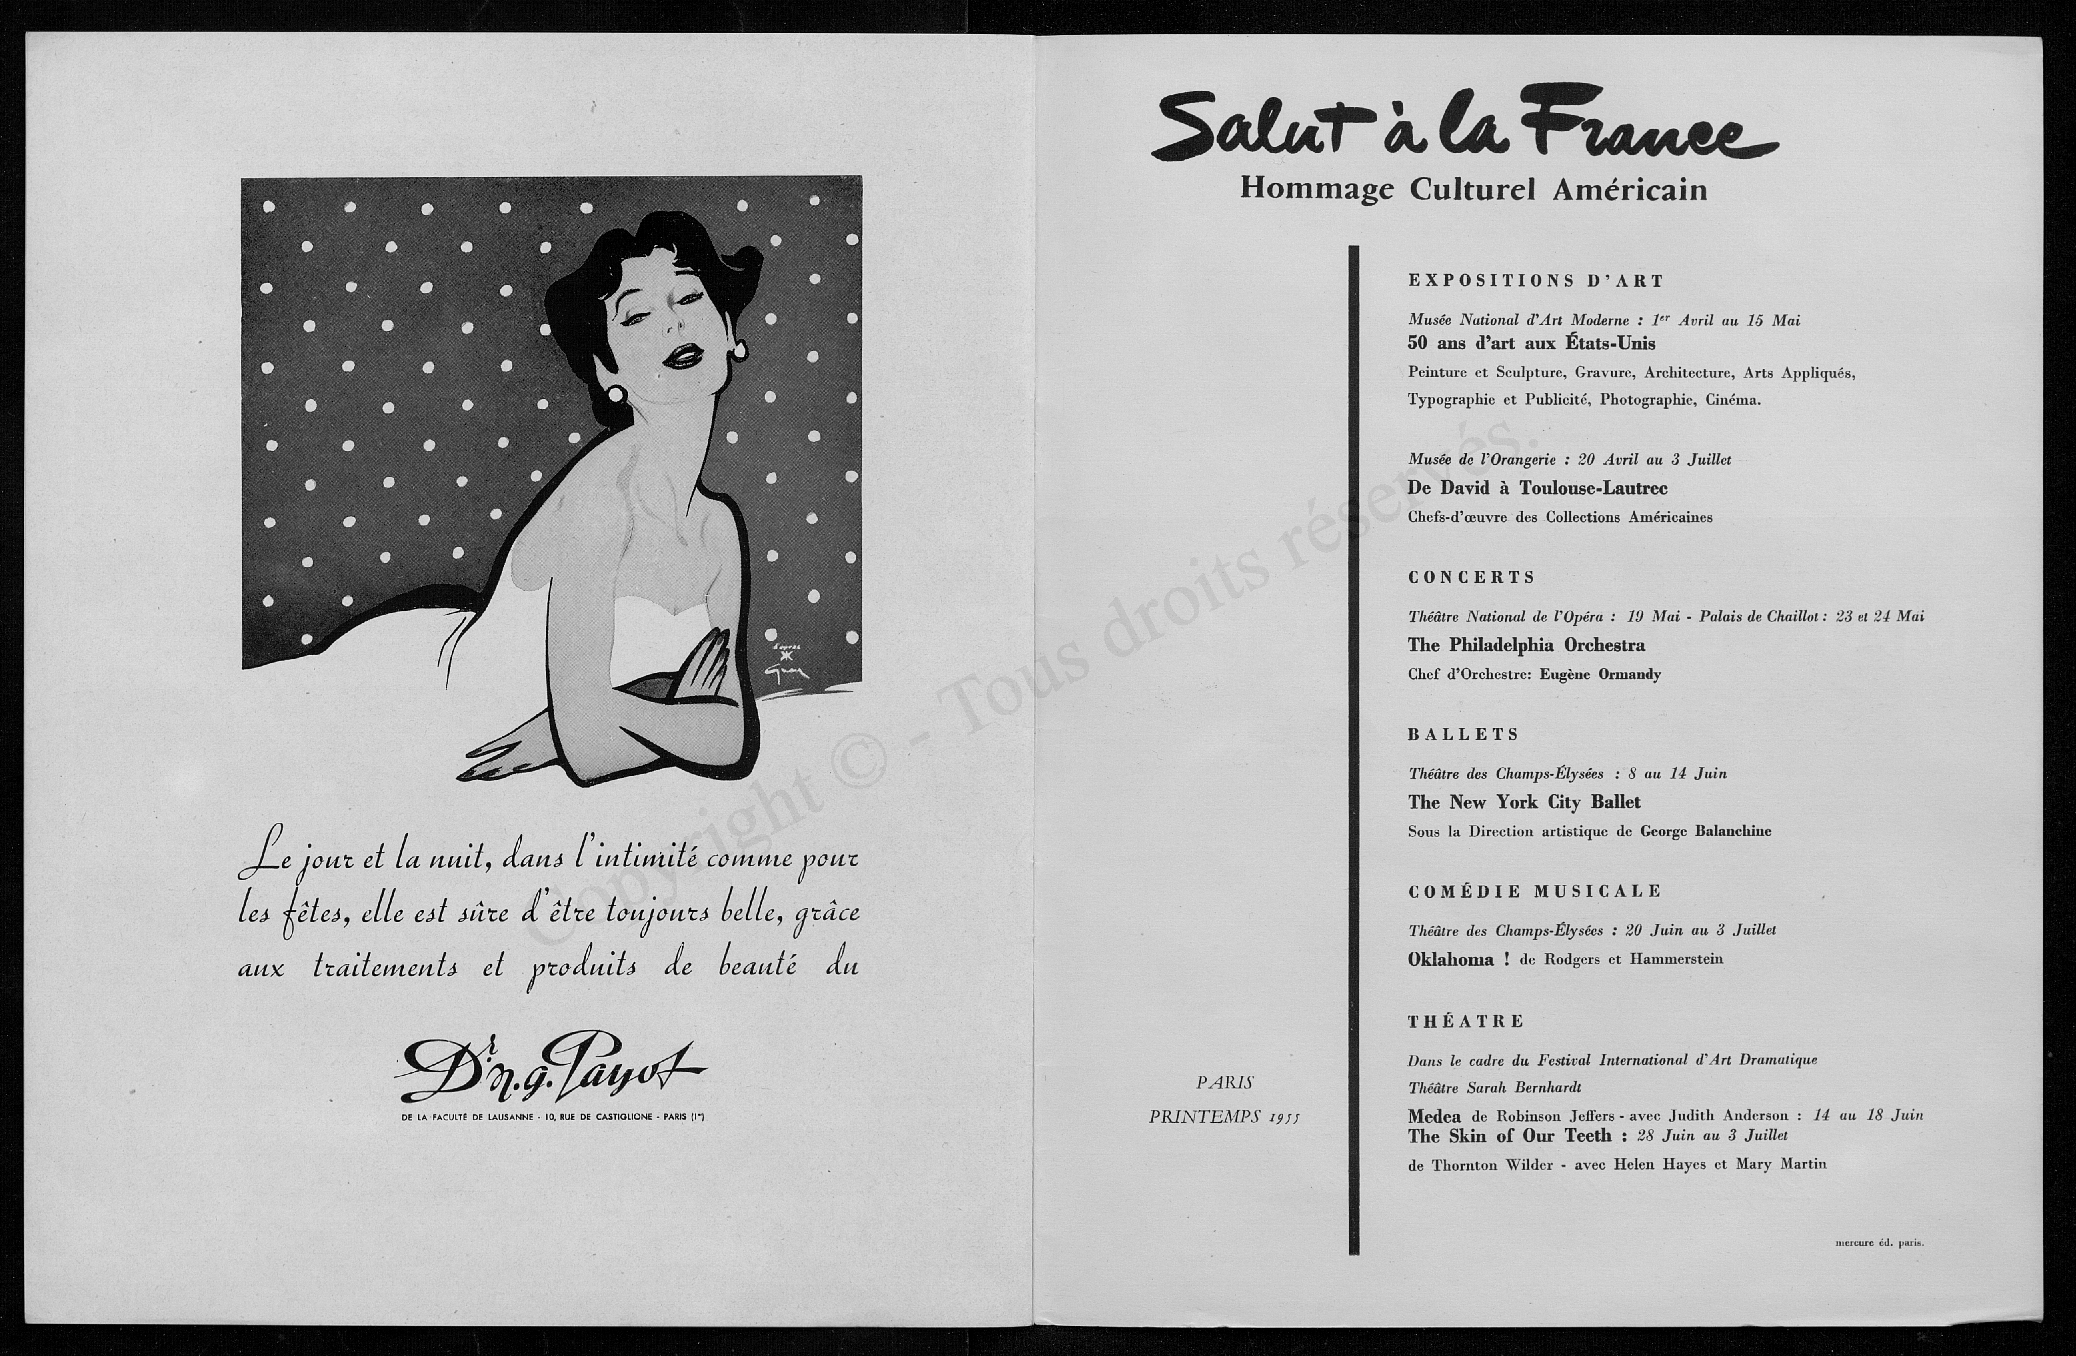 Le jour et la nuit, dans l'intimité comme pour
les fêtes, elle est sûre d'être toujours belle, grâce
aux traitements et produits de beauté du
Dr. N. G. Payot
DE LA FACULTÉ DE LAUSANNE - 10, RUE DE CASTIGLIONE - PARIS (1er)
Salut à la France
Hommage Culturel Américain
EXPOSITIONS D'ART
Musée National d'Art Moderne : 1er Avril au 15 Mai
50 ans d'art aux États-Unis
Peinture et Sculpture, Gravure, Architecture, Arts Appliqués,
Typographie et Publicité, Photographie, Cinéma.
Musée de l'Orangerie : 20 Avril au 3 Juillet
De David à Toulouse-Lautrec
Chefs-d'œuvre des Collections Américaines
CONCERTS
Théâtre National de l'Opéra : 19 Mai - Palais de Chaillot : 23 et 24 Mai
The Philadelphia Orchestra
Chef d'Orchestre: Eugène Ormandy
BALLETS
Théâtre des Champs-Élysées : 8 au 14 Juin
The New York City Ballet
Sous la Direction artistique de George Balanchine
COMÉDIE MUSICALE
Théâtre des Champs-Élysées : 20 Juin au 3 Juillet
Oklahoma ! de Rodgers et Hammerstein
THÉATRE
Dans le cadre du Festival International d'Art Dramatique
Théâtre Sarah Bernhardt
Medea de Robinson Jeffers - avec Judith Anderson : 14 au 18 Juin
The Skin of Our Teeth : 28 Juin au 3 Juillet
de Thornton Wilder - avec Helen Hayes et Mary Martin
PARIS
PRINTEMPS 1955
mercure éd. paris.
Copyright © - Tous droits réservés.